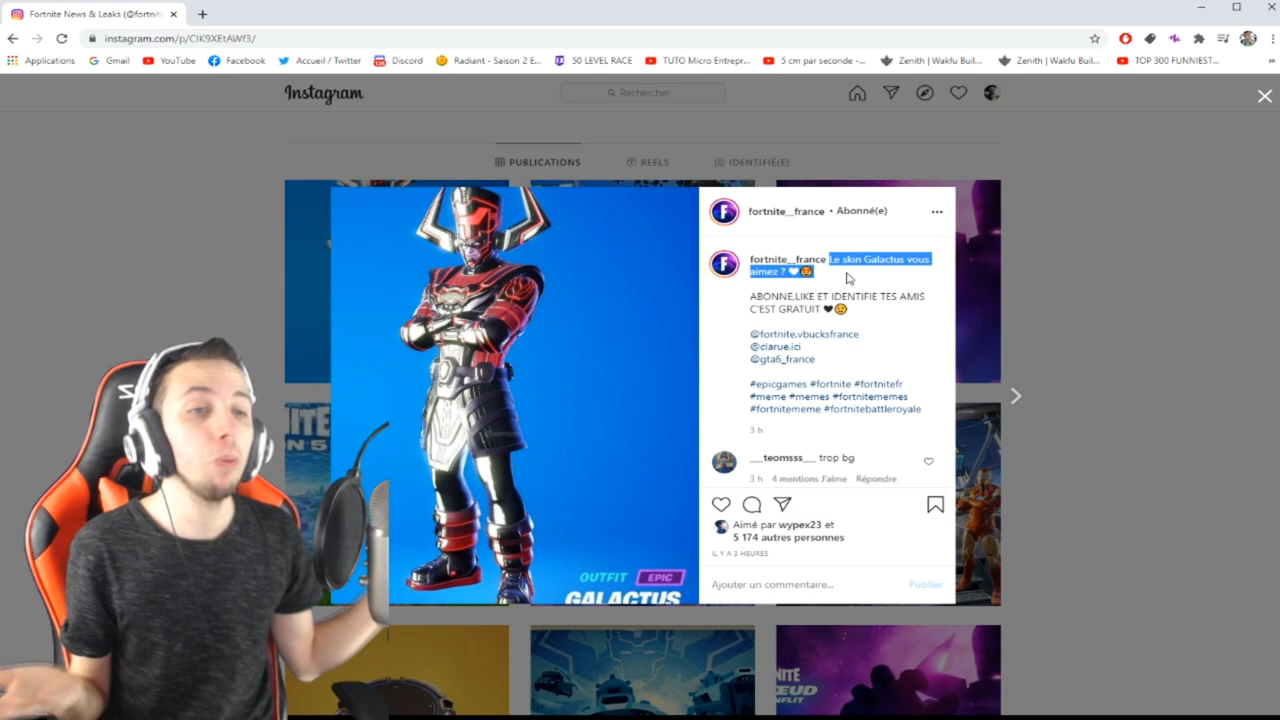 Fortnite News & Leaks (@fortnit
instagram.com/p/CIK9XEtAWf3/
Applications Gmail YouTube Facebook Accueil / Twitter Discord Radiant - Saison 2 E... 50 LEVEL RACE TUTO Micro Entrepr... 5 cm par seconde -... Zenith | Wakfu Buil... Zenith | Wakfu Buil... TOP 300 FUNNIEST... »
Instagram Rechercher
PUBLICATIONS REELS IDENTIFIÉ(E)
fortnite__france • Abonné(e)
fortnite__france Le skin Galactus vous
aimez ? 🤍🥵
ABONNE,LIKE ET IDENTIFIE TES AMIS
C'EST GRATUIT
@fortnite.vbucksfrance
@clarue.ici
@gta6_france
#epicgames #fortnite #fortnitefr
#meme #memes #fortnitememes
#fortnitememe #fortnitebattleroyale
3 h
___teomsss__ trop bg
3 h 4 mentions J'aime Répondre
Aimé par wypex23 et
5 174 autres personnes
IL Y A 3 HEURES
Ajouter un commentaire... Publier
OUTFIT EPIC
GALACTUS